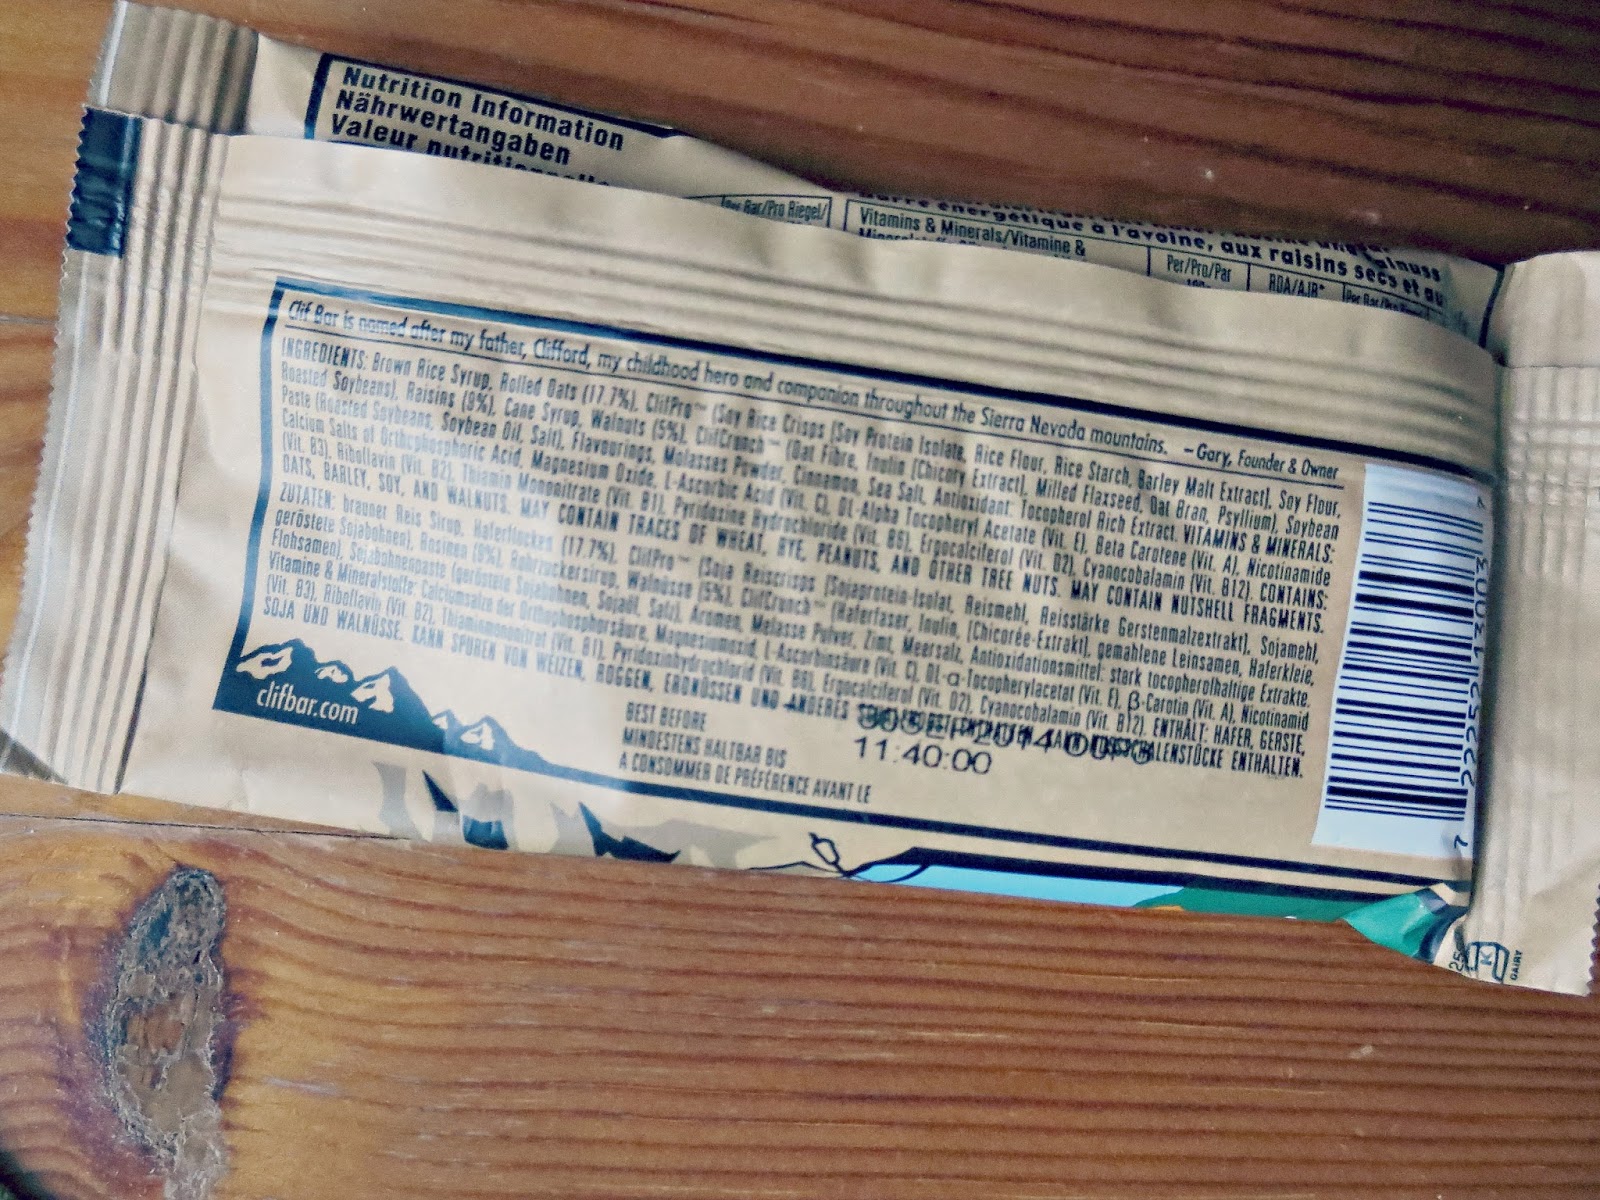 Nutrition Information
Nährwertangaben
Valeur nutritionnelle
Per Bar/Pro Riegel/
Barre énergétique à l'avoine, aux raisins secs et au
Vitamins & Minerals/Vitamine &
Per/Pro/Par
RDA/AJR*
Clif Bar is named after my father, Clifford, my childhood hero and companion throughout the Sierra Nevada mountains. –Gary, Founder & Owner
INGREDIENTS: Brown Rice Syrup, Rolled Oats (17.7%), ClifPro™ (Soy Rice Crisps [Soy Protein Isolate, Rice Flour, Rice Starch, Barley Malt Extract], Soy Flour,
Roasted Soybeans), Raisins (9%), Cane Syrup, Walnuts (5%), ClifCrunch™ (Oat Fibre, Inulin [Chicory Extract], Milled Flaxseed, Oat Bran, Psyllium), Soybean
Paste (Roasted Soybeans, Soybean Oil, Salt), Flavourings, Molasses Powder, Cinnamon, Sea Salt, Antioxidant: Tocopherol Rich Extract. VITAMINS & MINERALS:
Calcium Salts of Orthophosphoric Acid, Magnesium Oxide, L-Ascorbic Acid (Vit. C), DL-Alpha Tocopheryl Acetate (Vit. E), Beta Carotene (Vit. A), Nicotinamide
(Vit. B3), Riboflavin (Vit. B2), Thiamin Mononitrate (Vit. B1), Pyridoxine Hydrochloride (Vit. B6), Ergocalciferol (Vit. D2), Cyanocobalamin (Vit. B12). CONTAINS:
OATS, BARLEY, SOY, AND WALNUTS. MAY CONTAIN TRACES OF WHEAT, RYE, PEANUTS, AND OTHER TREE NUTS. MAY CONTAIN NUTSHELL FRAGMENTS.
ZUTATEN: brauner Reis Sirup, Haferflocken (17.7%), ClifPro™ (Soja Reiscrisps [Sojaprotein-Isolat, Reismehl, Reisstärke Gerstenmalzextrakt], Sojamehl,
geröstete Sojabohnen), Rosinen (9%), Rohrzuckersirup, Walnüsse (5%), ClifCrunch™ (Haferfaser, Inulin, [Chicorée-Extrakt], gemahlene Leinsamen, Haferkleie,
Flohsamen), Sojabohnenpaste (geröstete Sojabohnen, Sojaöl, Salz), Aromen, Melasse Pulver, Zimt, Meersalz, Antioxidationsmittel: stark tocopherolhaltige Extrakte.
Vitamine & Mineralstoffe: Calciumsalze der Orthophosphorsäure, Magnesiumoxid, L-Ascorbinsäure (Vit. C), DL-α-Tocopherylacetat (Vit. E), β-Carotin (Vit. A), Nicotinamid
(Vit. B3), Riboflavin (Vit. B2), Thiaminmononitrat (Vit. B1), Pyridoxinhydrochlorid (Vit. B6), Ergocalciferol (Vit. D2), Cyanocobalamin (Vit. B12). ENTHÄLT: HAFER, GERSTE,
SOJA UND WALNÜSSE. KANN SPUREN VON WEIZEN, ROGGEN, ERDNÜSSEN UND ANDERES ENTHALTEN.
clifbar.com
BEST BEFORE
MINDESTENS HALTBAR BIS
À CONSOMMER DE PRÉFÉRENCE AVANT LE
2014
11:40:00
7 22252 13003 7
K
DAIRY